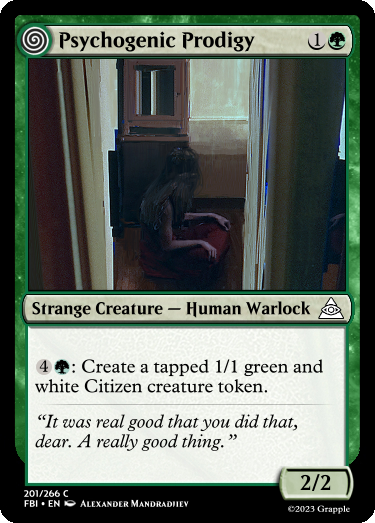 Psychogenic Prodigy 1
Strange Creature — Human Warlock
4 : Create a tapped 1/1 green and
white Citizen creature token.
“It was real good that you did that,
dear. A really good thing.”
2/2
201/266 C
FBI • EN Alexander Mandradjiev
©2023 Grapple